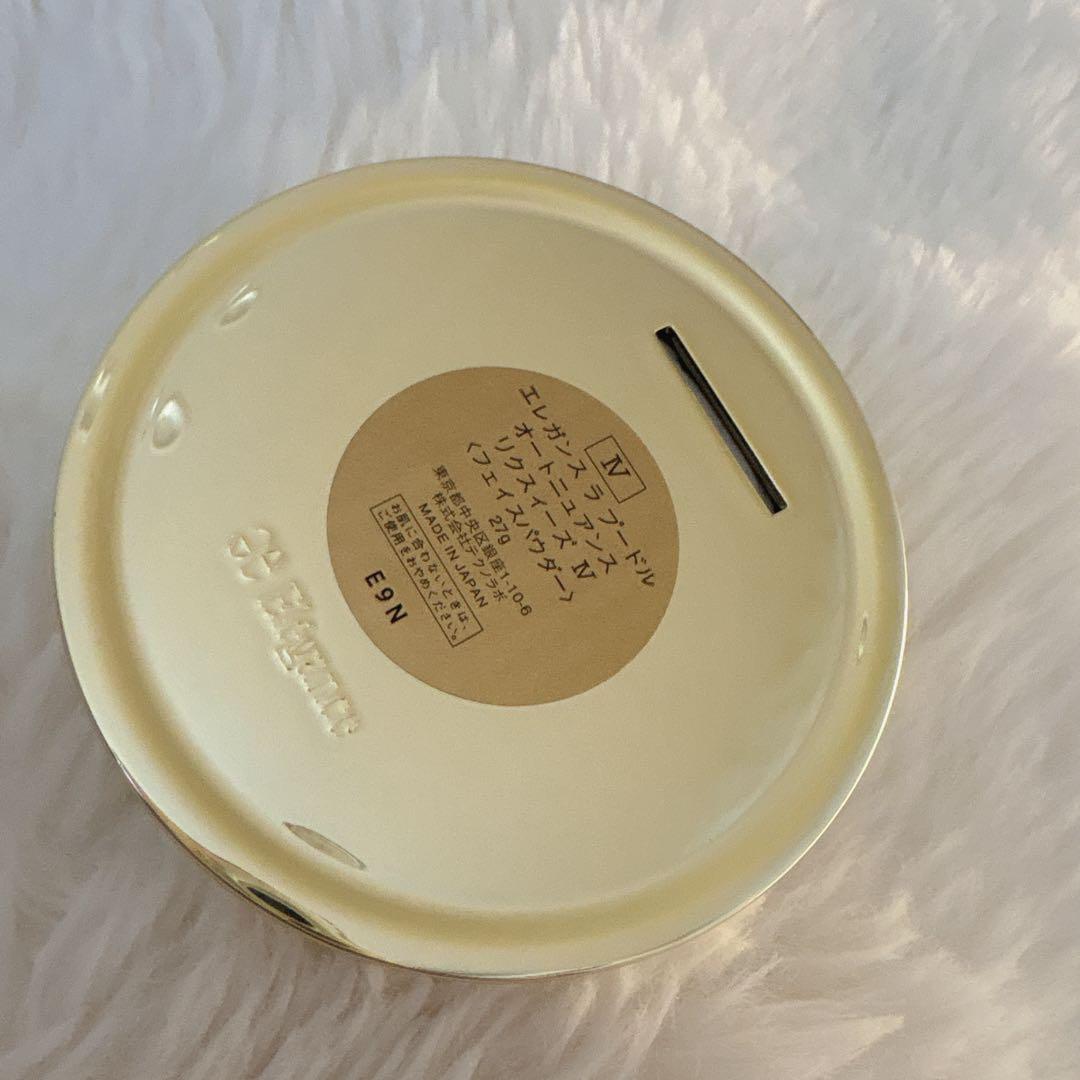 IV
エレガンス ラ プードル
オートニュアンス
リクスィーズ IV
〈フェイスパウダー〉
27g
東京都中央区銀座1-10-6
株式会社テクノラボ
MADE IN JAPAN
お肌に合わないときは、
ご使用をおやめください。
E9N
Elégance